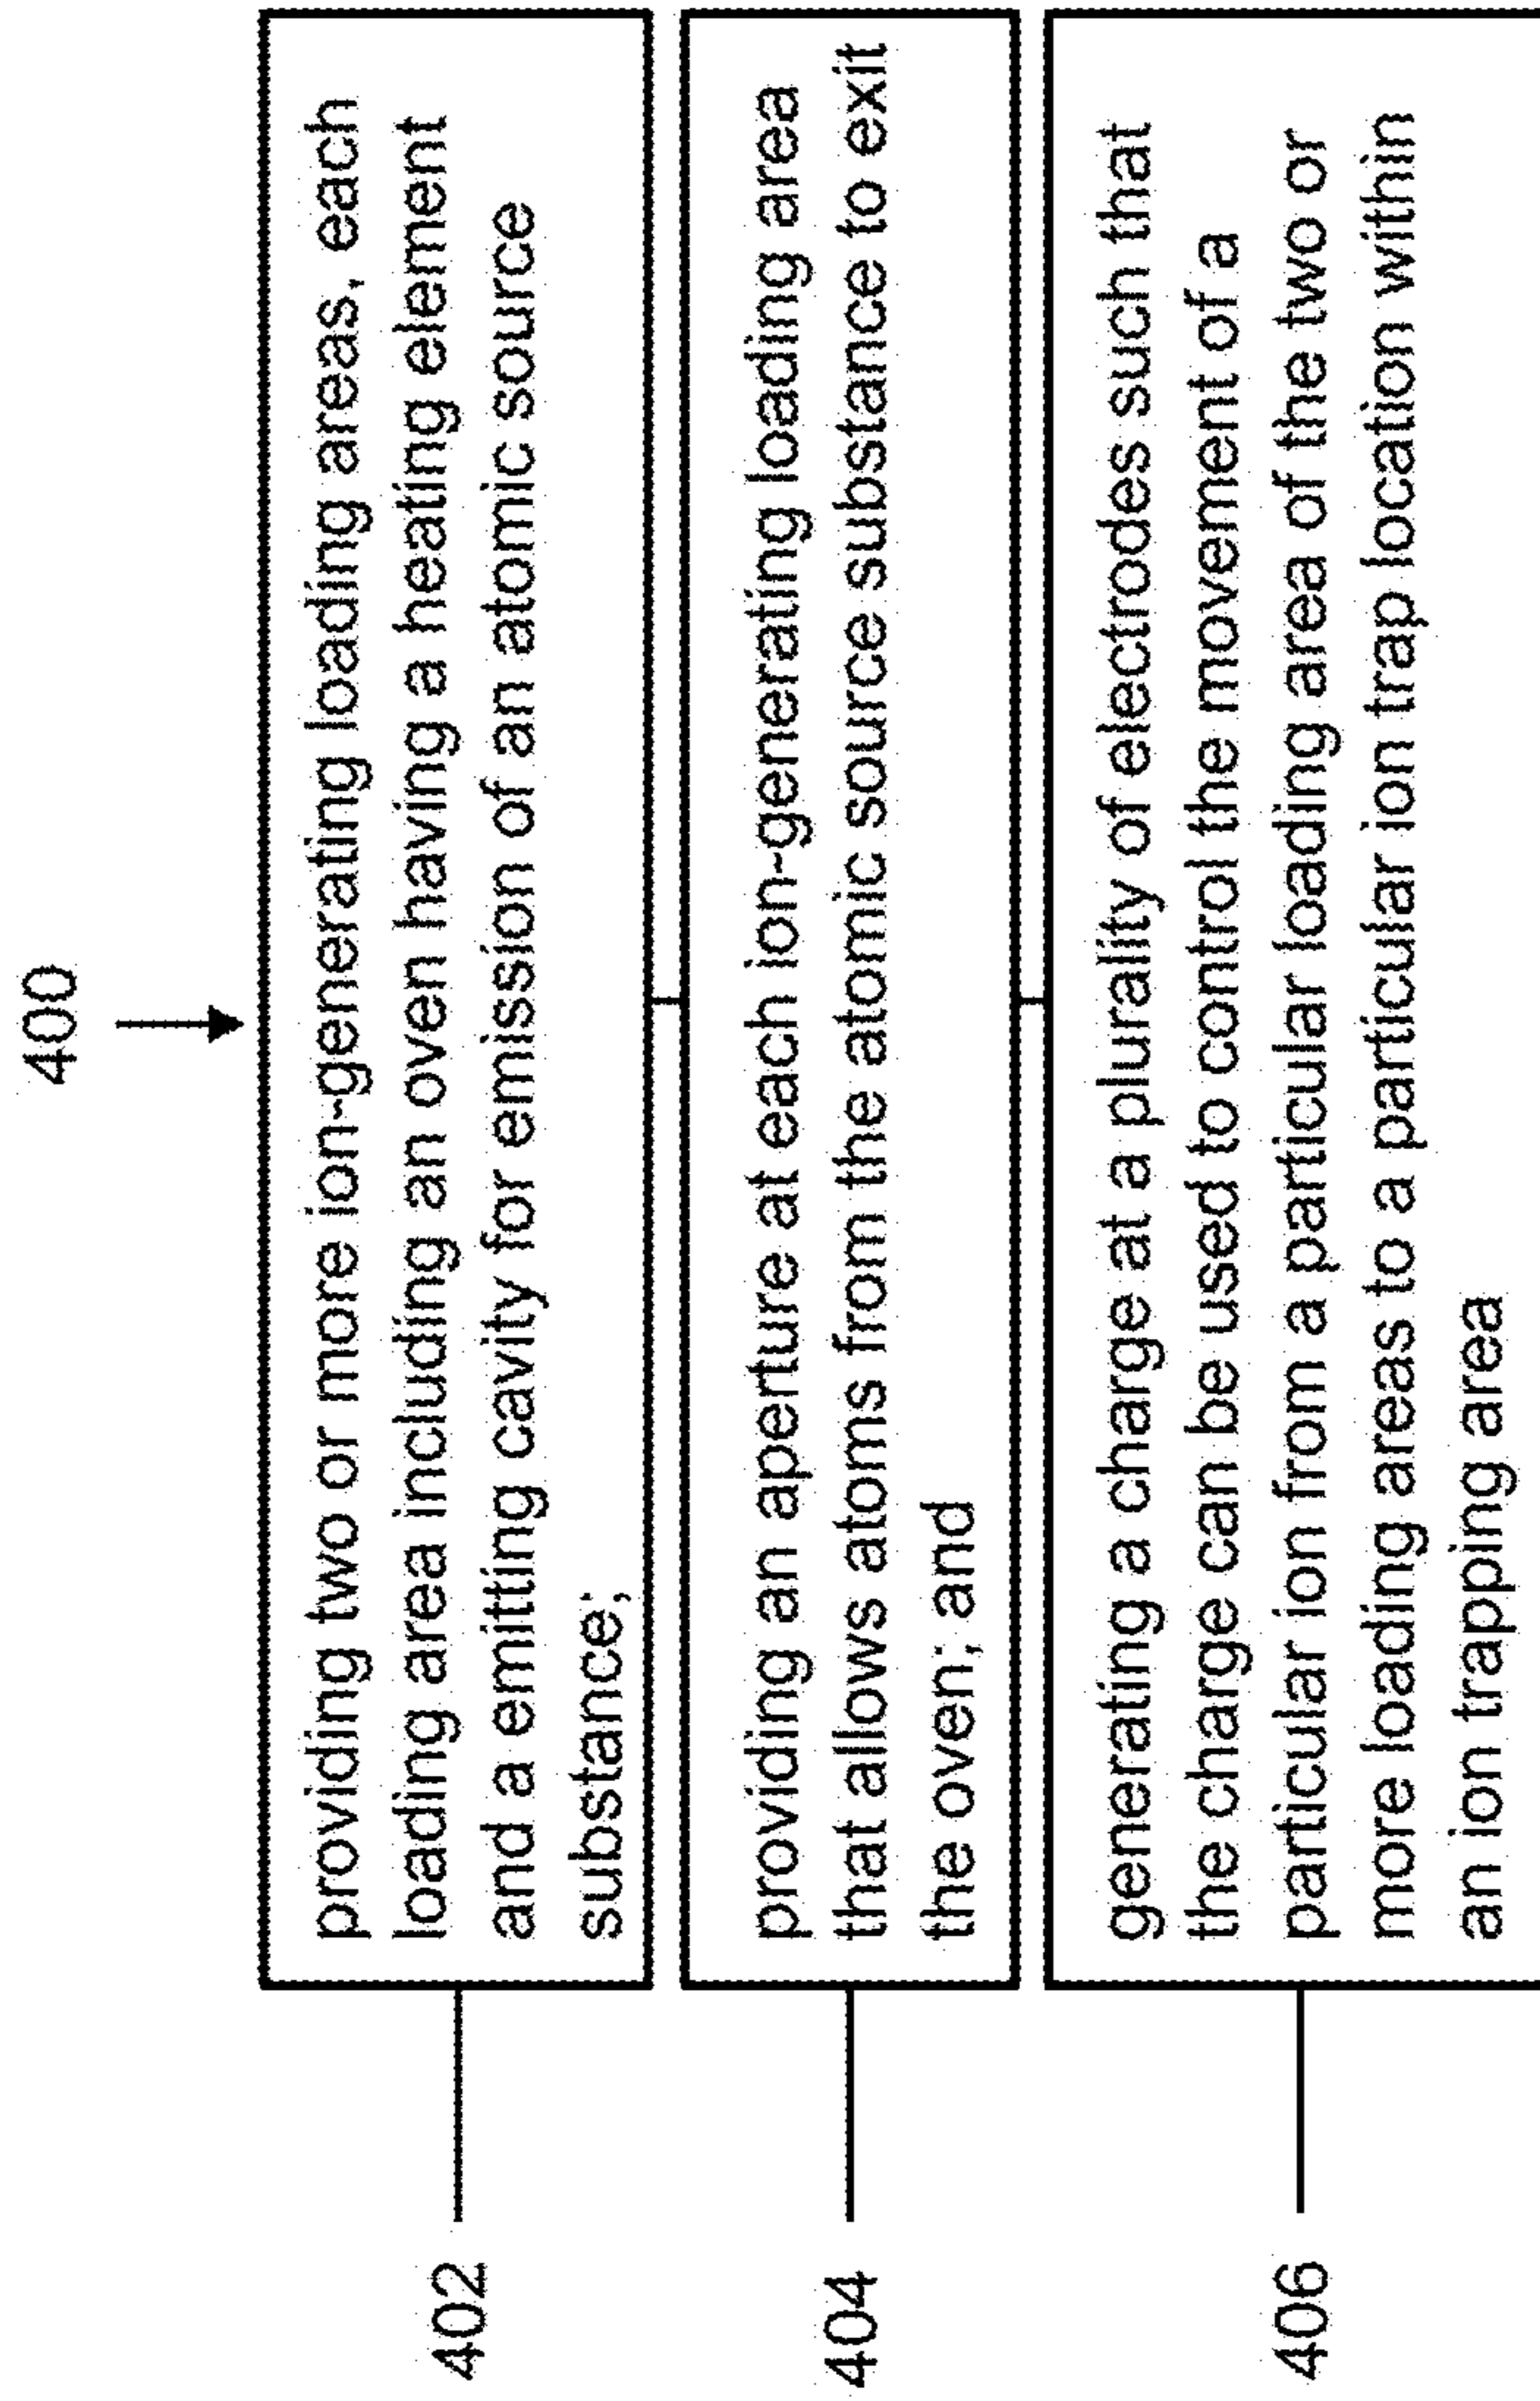 400
402
providing two or more ion-generating loading areas, each
loading area including an oven having a heating element
and a emitting cavity for emission of an atomic source
substance;
404
providing an aperture at each ion-generating loading area
that allows atoms from the atomic source substance to exit
the oven; and
406
generating a charge at a plurality of electrodes such that
the charge can be used to control the movement of a
particular ion from a particular loading area of the two or
more loading areas to a particular ion trap location within
an ion trapping area